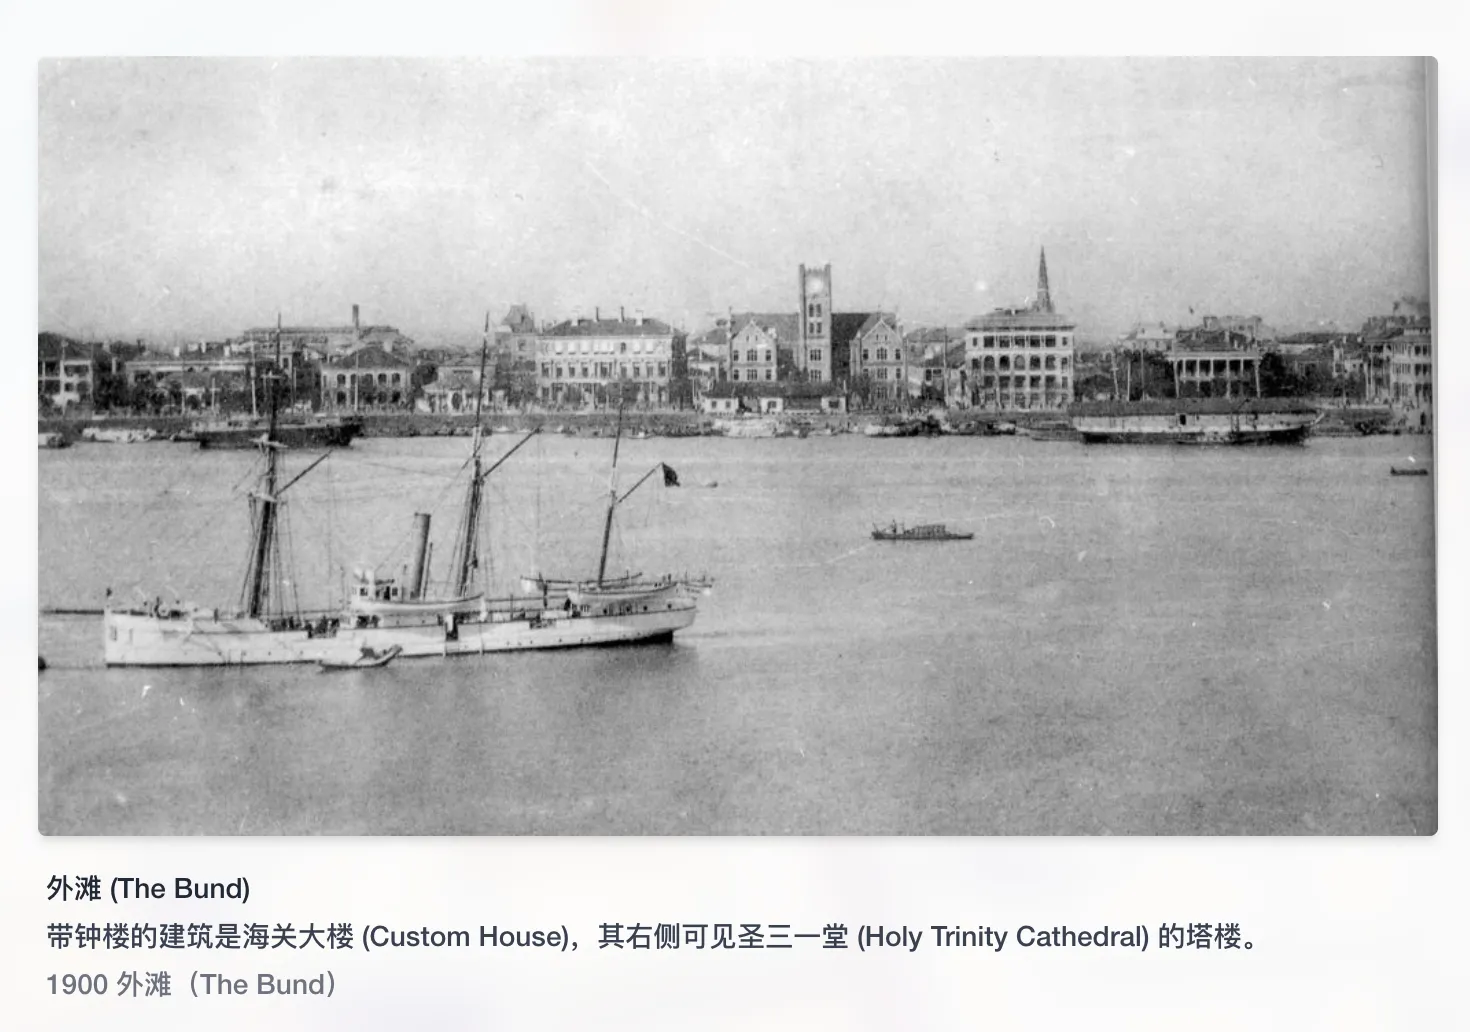 外滩 (The Bund)
带钟楼的建筑是海关大楼 (Custom House)，其右侧可见圣三一堂 (Holy Trinity Cathedral) 的塔楼。
1900 外滩（The Bund）